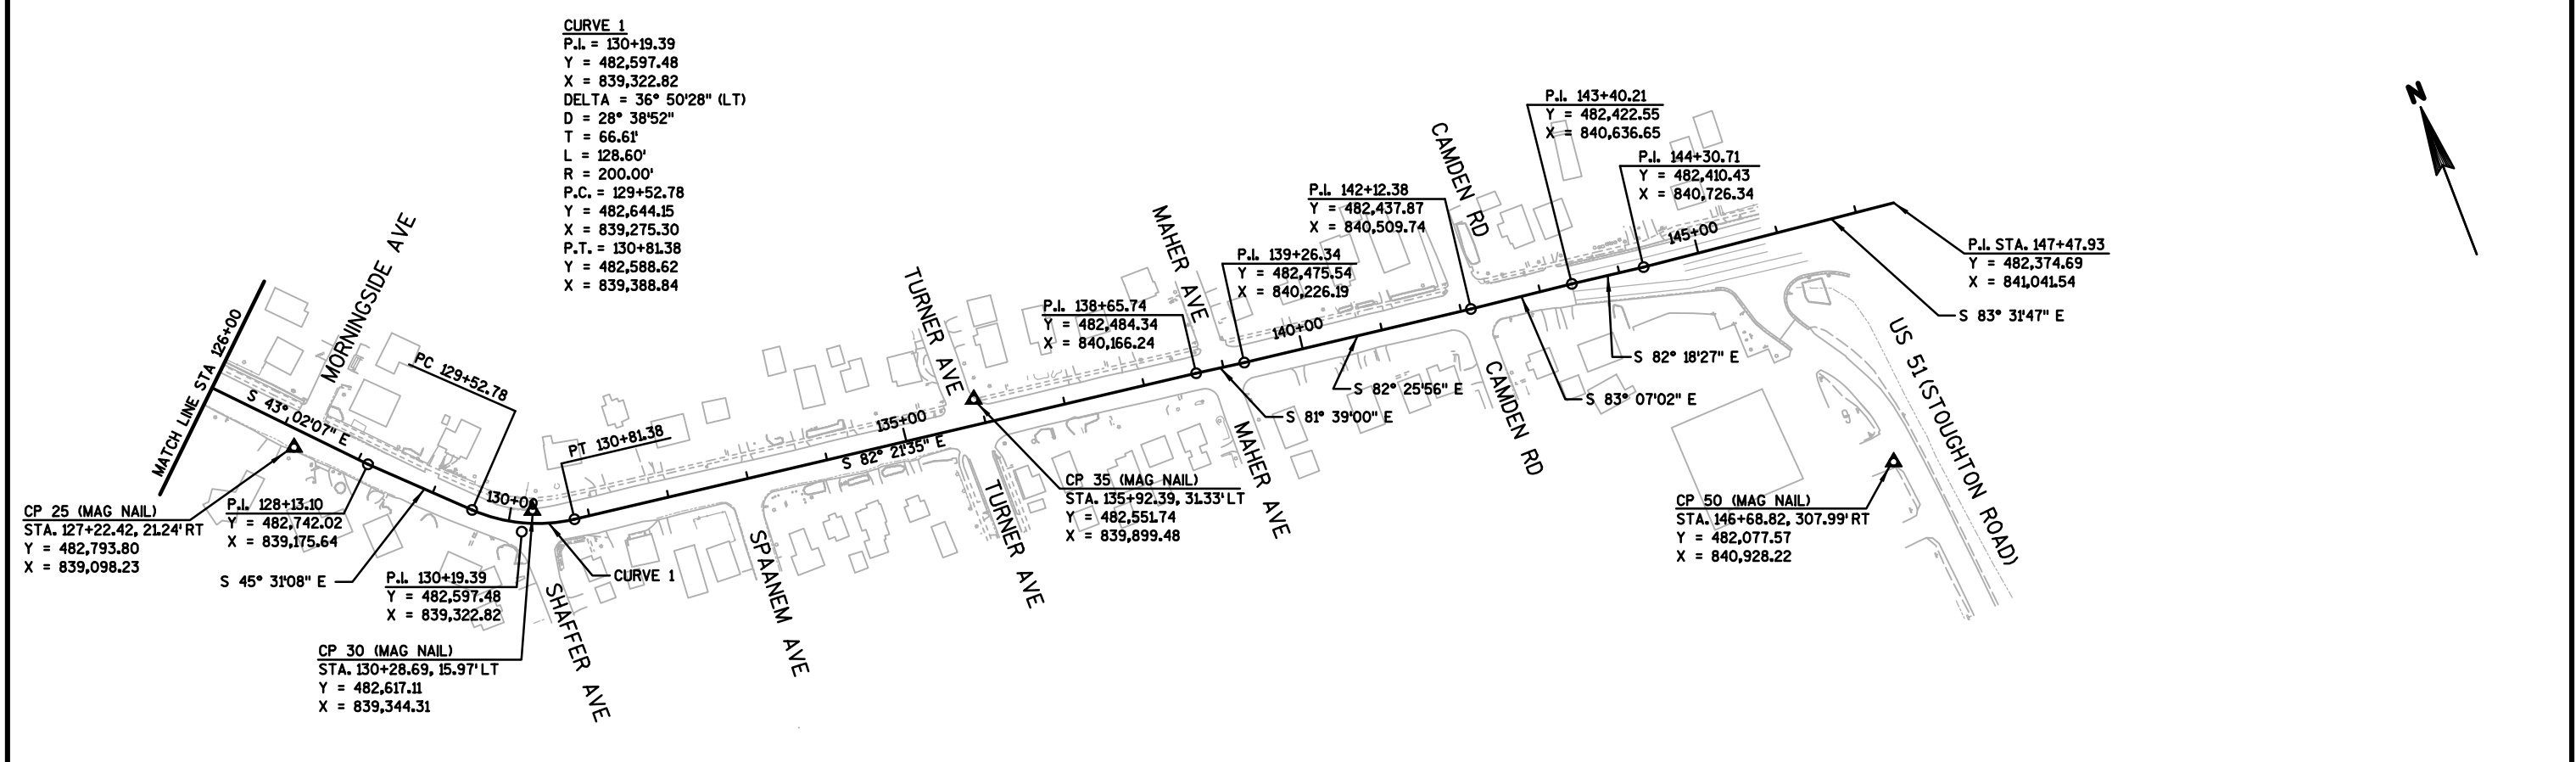 CURVE 1
P.I. = 130+19.39
Y = 482,597.48
X = 839,322.82
DELTA = 36° 50'28" (LT)
D = 28° 38'52"
T = 66.61'
L = 128.60'
R = 200.00'
P.C. = 129+52.78
Y = 482,644.15
X = 839,275.30
P.T. = 130+81.38
Y = 482,588.62
X = 839,388.84
N
MATCH LINE STA 126+00
MORNINGSIDE AVE
S 43° 02'07" E
PC 129+52.78
130+00
PT 130+81.38
CP 25 (MAG NAIL)
STA. 127+22.42, 21.24' RT
Y = 482,793.80
X = 839,098.23
P.I. 128+13.10
Y = 482,742.02
X = 839,175.64
S 45° 31'08" E
P.I. 130+19.39
Y = 482,597.48
X = 839,322.82
CP 30 (MAG NAIL)
STA. 130+28.69, 15.97' LT
Y = 482,617.11
X = 839,344.31
CURVE 1
SHAFFER AVE
SPAANEM AVE
135+00
S 82° 21'35" E
TURNER AVE
TURNER AVE
CP 35 (MAG NAIL)
STA. 135+92.39, 31.33' LT
Y = 482,551.74
X = 839,899.48
P.I. 138+65.74
Y = 482,484.34
X = 840,166.24
MAHER AVE
MAHER AVE
P.I. 139+26.34
Y = 482,475.54
X = 840,226.19
140+00
S 81° 39'00" E
S 82° 25'56" E
P.I. 142+12.38
Y = 482,437.87
X = 840,509.74
CAMDEN RD
CAMDEN RD
S 83° 07'02" E
P.I. 143+40.21
Y = 482,422.55
X = 840,636.65
S 82° 18'27" E
P.I. 144+30.71
Y = 482,410.43
X = 840,726.34
145+00
P.I. STA. 147+47.93
Y = 482,374.69
X = 841,041.54
S 83° 31'47" E
US 51 (STOUGHTON ROAD)
CP 50 (MAG NAIL)
STA. 146+68.82, 307.99' RT
Y = 482,077.57
X = 840,928.22